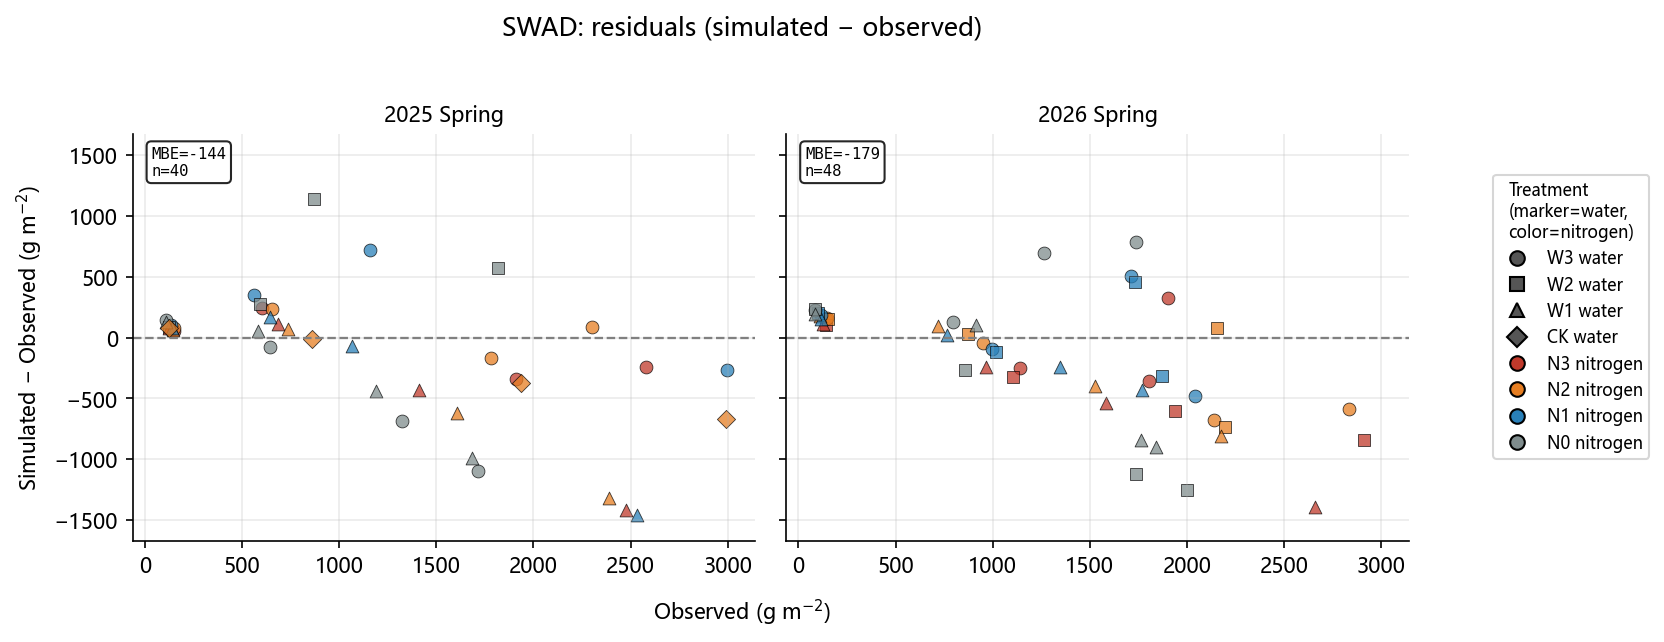 SWAD: residuals (simulated − observed)
2025 Spring
2026 Spring
MBE=-144
n=40
MBE=-179
n=48
Simulated − Observed (g m⁻²)
1500
1000
500
0
−500
−1000
−1500
0 500 1000 1500 2000 2500 3000
0 500 1000 1500 2000 2500 3000
Observed (g m⁻²)
Treatment
(marker=water,
color=nitrogen)
W3 water
W2 water
W1 water
CK water
N3 nitrogen
N2 nitrogen
N1 nitrogen
N0 nitrogen